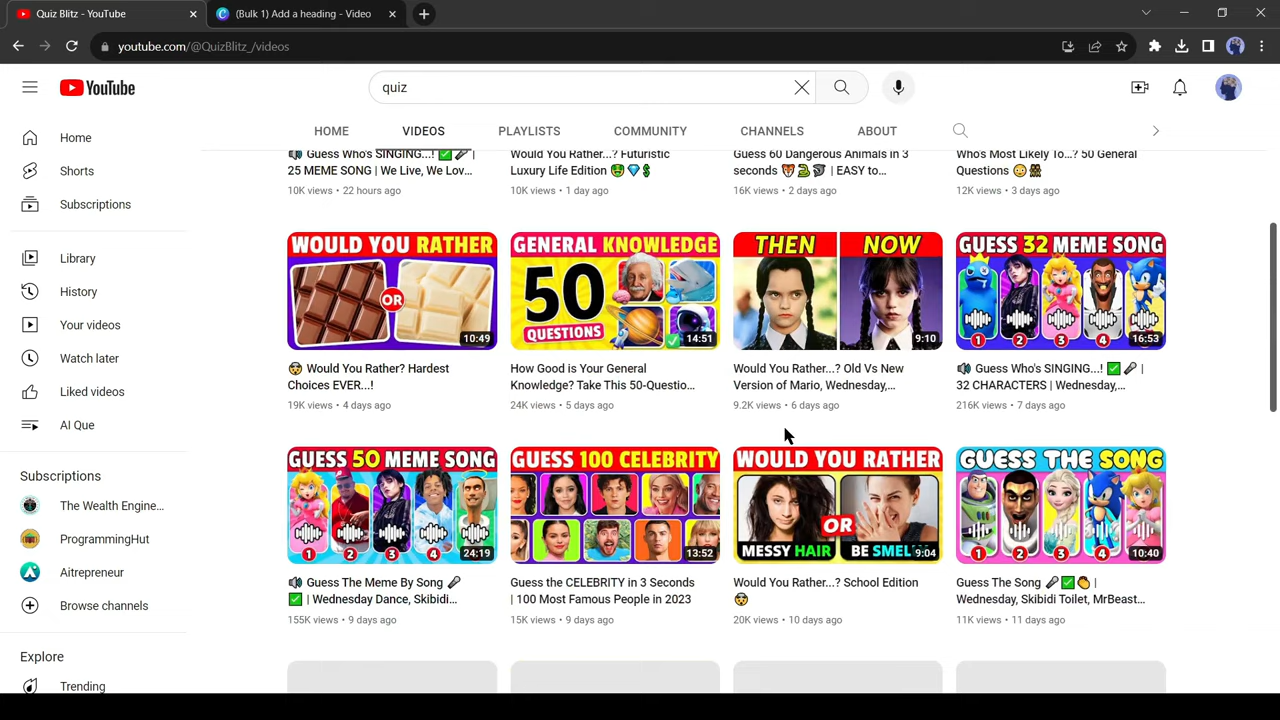 Quiz Blitz - YouTube
(Bulk 1) Add a heading - Video
youtube.com/@QuizBlitz_/videos
YouTube
quiz
HOME
VIDEOS
PLAYLISTS
COMMUNITY
CHANNELS
ABOUT
Home
Shorts
Subscriptions
Library
History
Your videos
Watch later
Liked videos
AI Que
Subscriptions
The Wealth Engine...
ProgrammingHut
Aitrepreneur
Browse channels
Explore
Trending
🔊 Guess Who's SINGING...! ✅🎤 |
25 MEME SONG | We Live, We Lov...
10K views • 22 hours ago
Would You Rather...? Futuristic
Luxury Life Edition 🤑💎💲
10K views • 1 day ago
Guess 60 Dangerous Animals in 3
seconds 🐯🐍🦏 | EASY to...
16K views • 2 days ago
Who's Most Likely To...? 50 General
Questions
12K views • 3 days ago
WOULD YOU RATHER
OR
10:49
😨 Would You Rather? Hardest
Choices EVER...!
19K views • 4 days ago
GENERAL KNOWLEDGE
50
QUESTIONS
14:51
How Good is Your General
Knowledge? Take This 50-Questio...
24K views • 5 days ago
THEN
NOW
9:10
Would You Rather...? Old Vs New
Version of Mario, Wednesday,...
9.2K views • 6 days ago
GUESS 32 MEME SONG
1
2
3
4
16:53
🔊 Guess Who's SINGING...! ✅🎤 |
32 CHARACTERS | Wednesday,...
216K views • 7 days ago
GUESS 50 MEME SONG
1
2
3
4
24:19
🔊 Guess The Meme By Song 🎤
✅ | Wednesday Dance, Skibidi...
155K views • 9 days ago
GUESS 100 CELEBRITY
13:52
Guess the CELEBRITY in 3 Seconds
| 100 Most Famous People in 2023
15K views • 9 days ago
WOULD YOU RATHER
OR
MESSY HAIR
BE SMEL
9:04
Would You Rather...? School Edition
😨
20K views • 10 days ago
GUESS THE SONG
1
2
3
4
10:40
Guess The Song 🎤✅👏 |
Wednesday, Skibidi Toilet, MrBeast...
11K views • 11 days ago